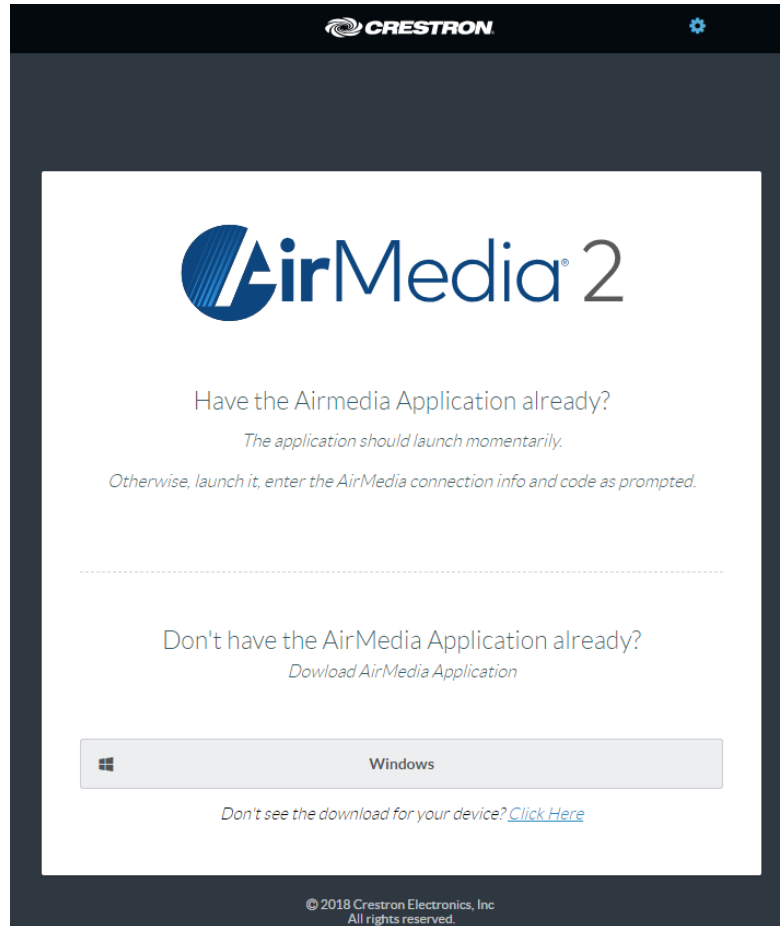 CRESTRON.
AirMedia® 2
Have the Airmedia Application already?
The application should launch momentarily.
Otherwise, launch it, enter the AirMedia connection info and code as prompted.
Don't have the AirMedia Application already?
Dowload AirMedia Application
Windows
Don't see the download for your device? Click Here
© 2018 Crestron Electronics, Inc
All rights reserved.